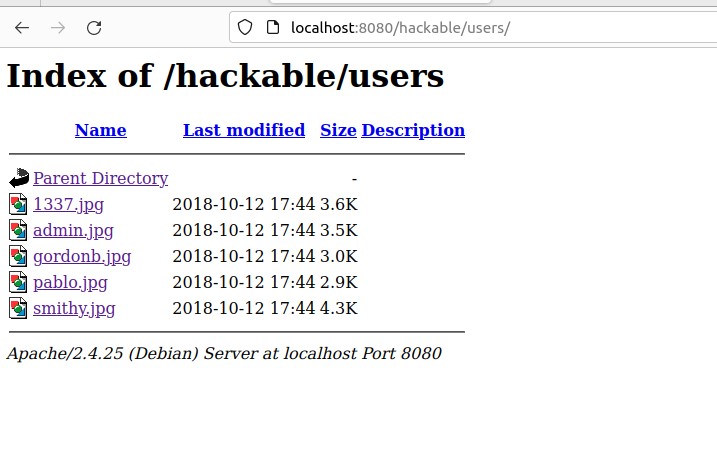 localhost:8080/hackable/users/
Index of /hackable/users
Name Last modified Size Description
Parent Directory -
1337.jpg 2018-10-12 17:44 3.6K
admin.jpg 2018-10-12 17:44 3.5K
gordonb.jpg 2018-10-12 17:44 3.0K
pablo.jpg 2018-10-12 17:44 2.9K
smithy.jpg 2018-10-12 17:44 4.3K
Apache/2.4.25 (Debian) Server at localhost Port 8080